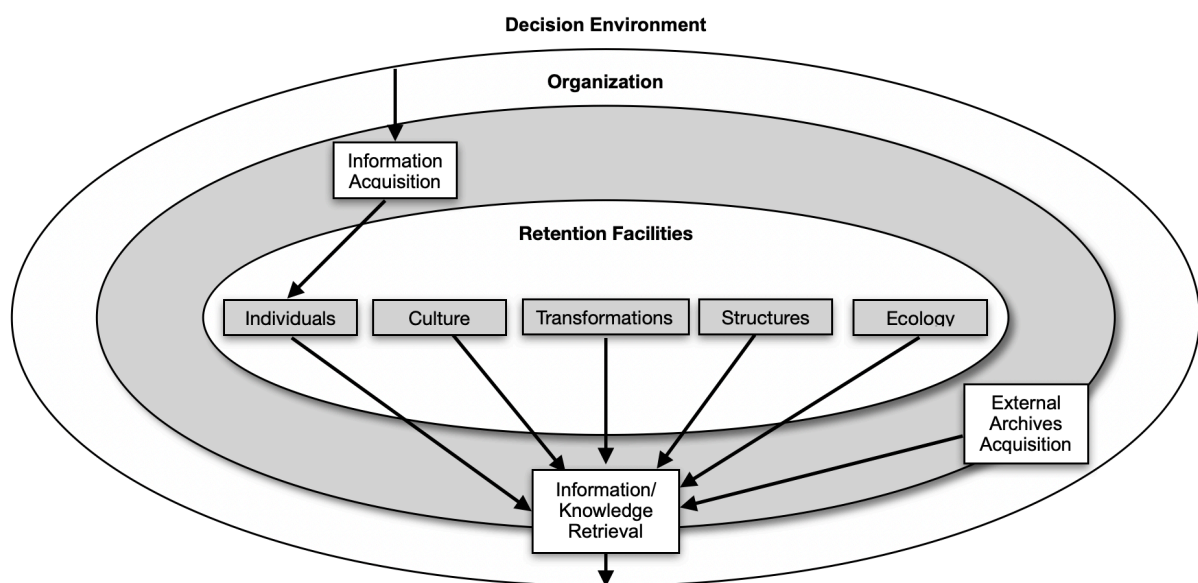 Decision Environment
Organization
Information
Acquisition
Retention Facilities
Individuals
Culture
Transformations
Structures
Ecology
External
Archives
Acquisition
Information/
Knowledge
Retrieval